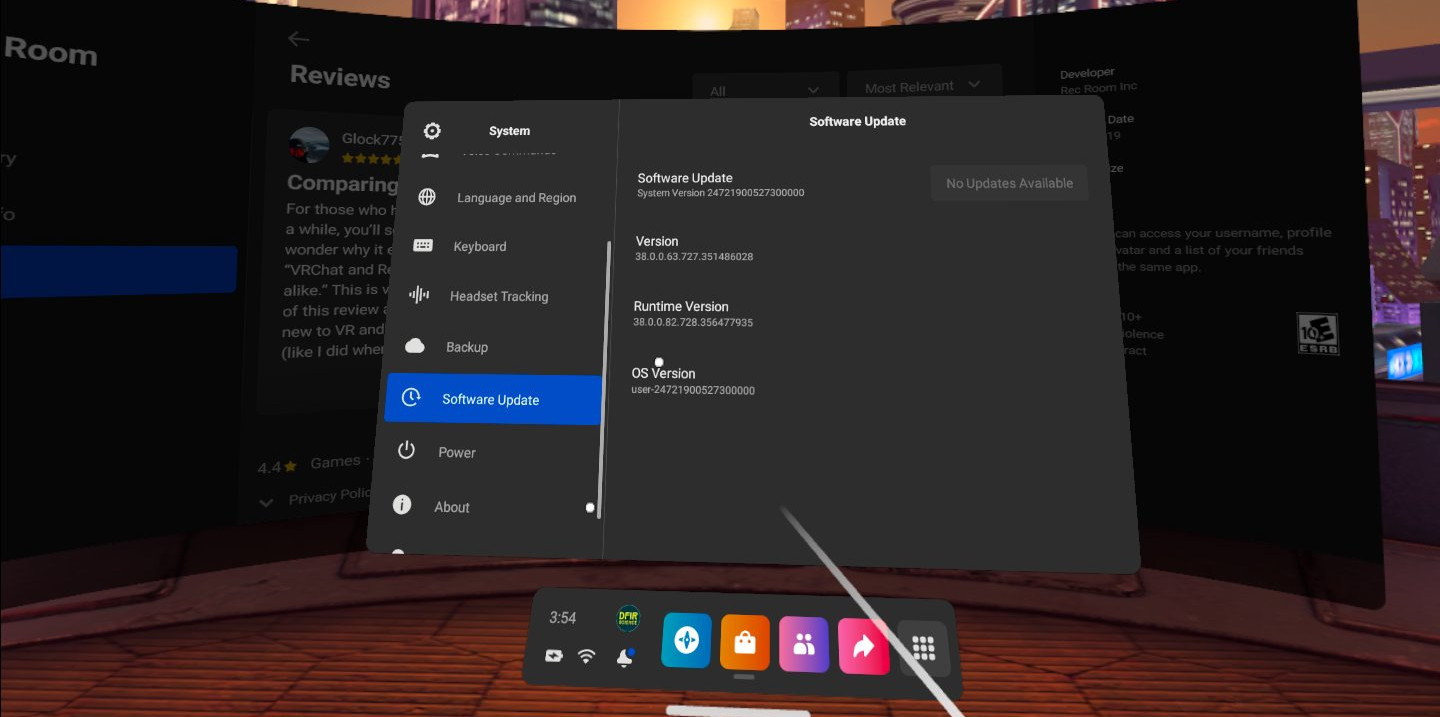 Room
Reviews
All
Most Relevant
Developer
Rec Room Inc
Date
19
ze
ry
fo
Glock775
Comparing
For those who h
a while, you'll s
wonder why it e
"VRChat and Re
alike." This is w
of this review a
new to VR and
(like I did when
4.4
Games ·
Privacy Polic
System
Language and Region
Keyboard
Headset Tracking
Backup
Software Update
Power
About
Software Update
Software Update
System Version 24721900527300000
No Updates Available
Version
38.0.0.63.727.351486028
Runtime Version
38.0.0.82.728.356477935
OS Version
user-24721900527300000
can access your username, profile
vatar and a list of your friends
the same app.
10+
iolence
ract
10
E
ESRB
3:54
DFIR
SCIENCE